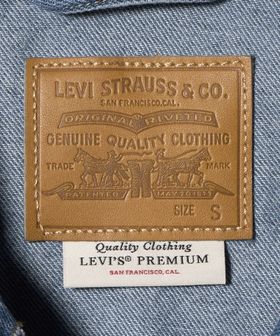 LEVI STRAUSS & CO.
SAN FRANCISCO, CAL.
ORIGINAL RIVETED
GENUINE QUALITY CLOTHING
TRADE MARK
PATENTED
SIZE S
Quality Clothing
LEVI'S® PREMIUM
SAN FRANCISCO, CAL.